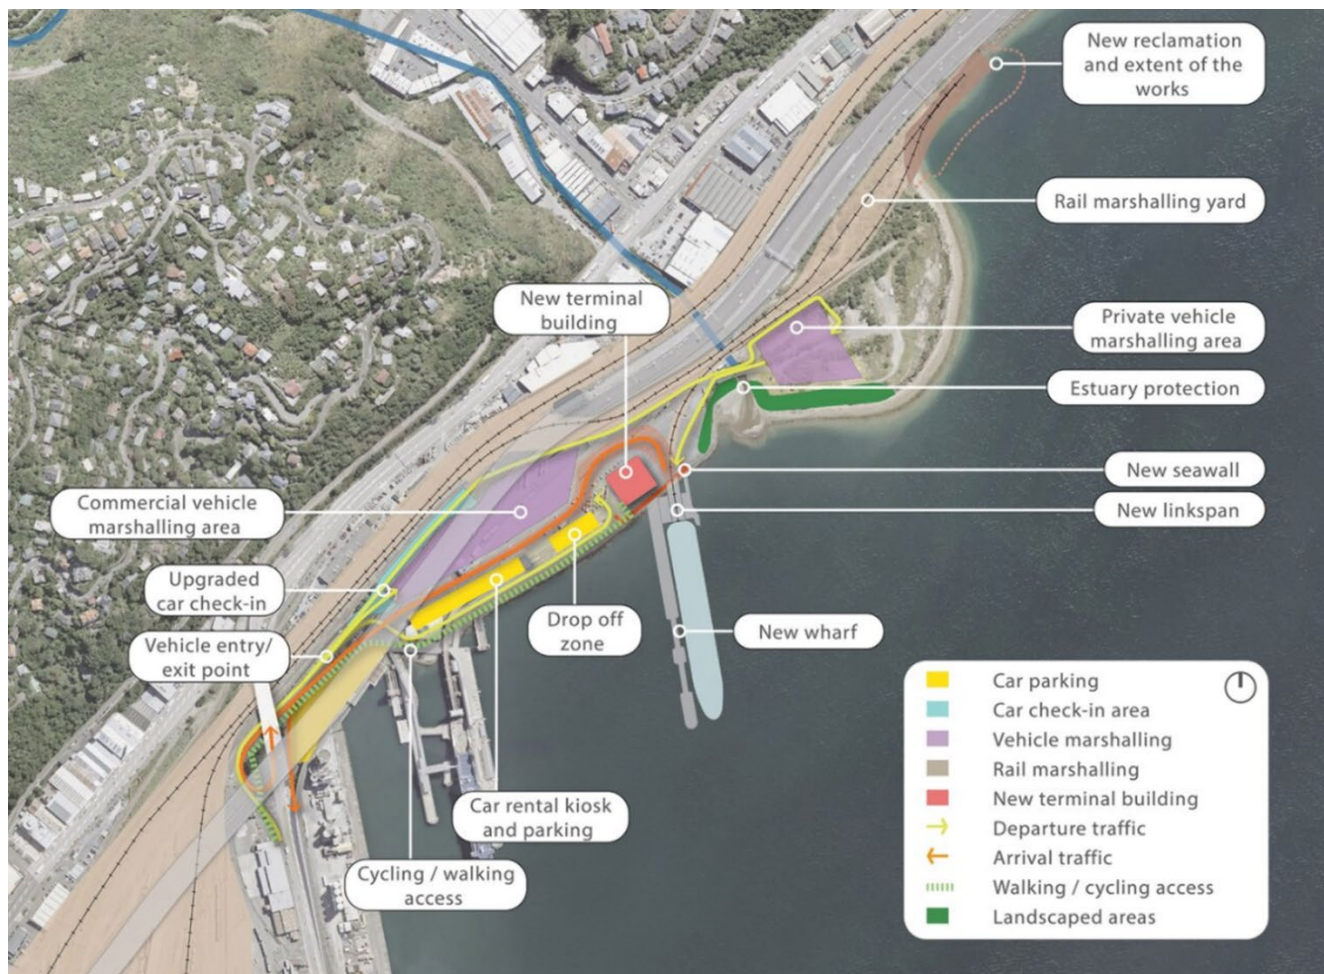 New reclamation
and extent of the
works
Rail marshalling yard
New terminal
building
Private vehicle
marshalling area
Estuary protection
New seawall
Commercial vehicle
marshalling area
New linkspan
Upgraded
car check-in
Drop off
zone
New wharf
Vehicle entry/
exit point
Car rental kiosk
and parking
Cycling / walking
access
Car parking
Car check-in area
Vehicle marshalling
Rail marshalling
New terminal building
Departure traffic
Arrival traffic
Walking / cycling access
Landscaped areas